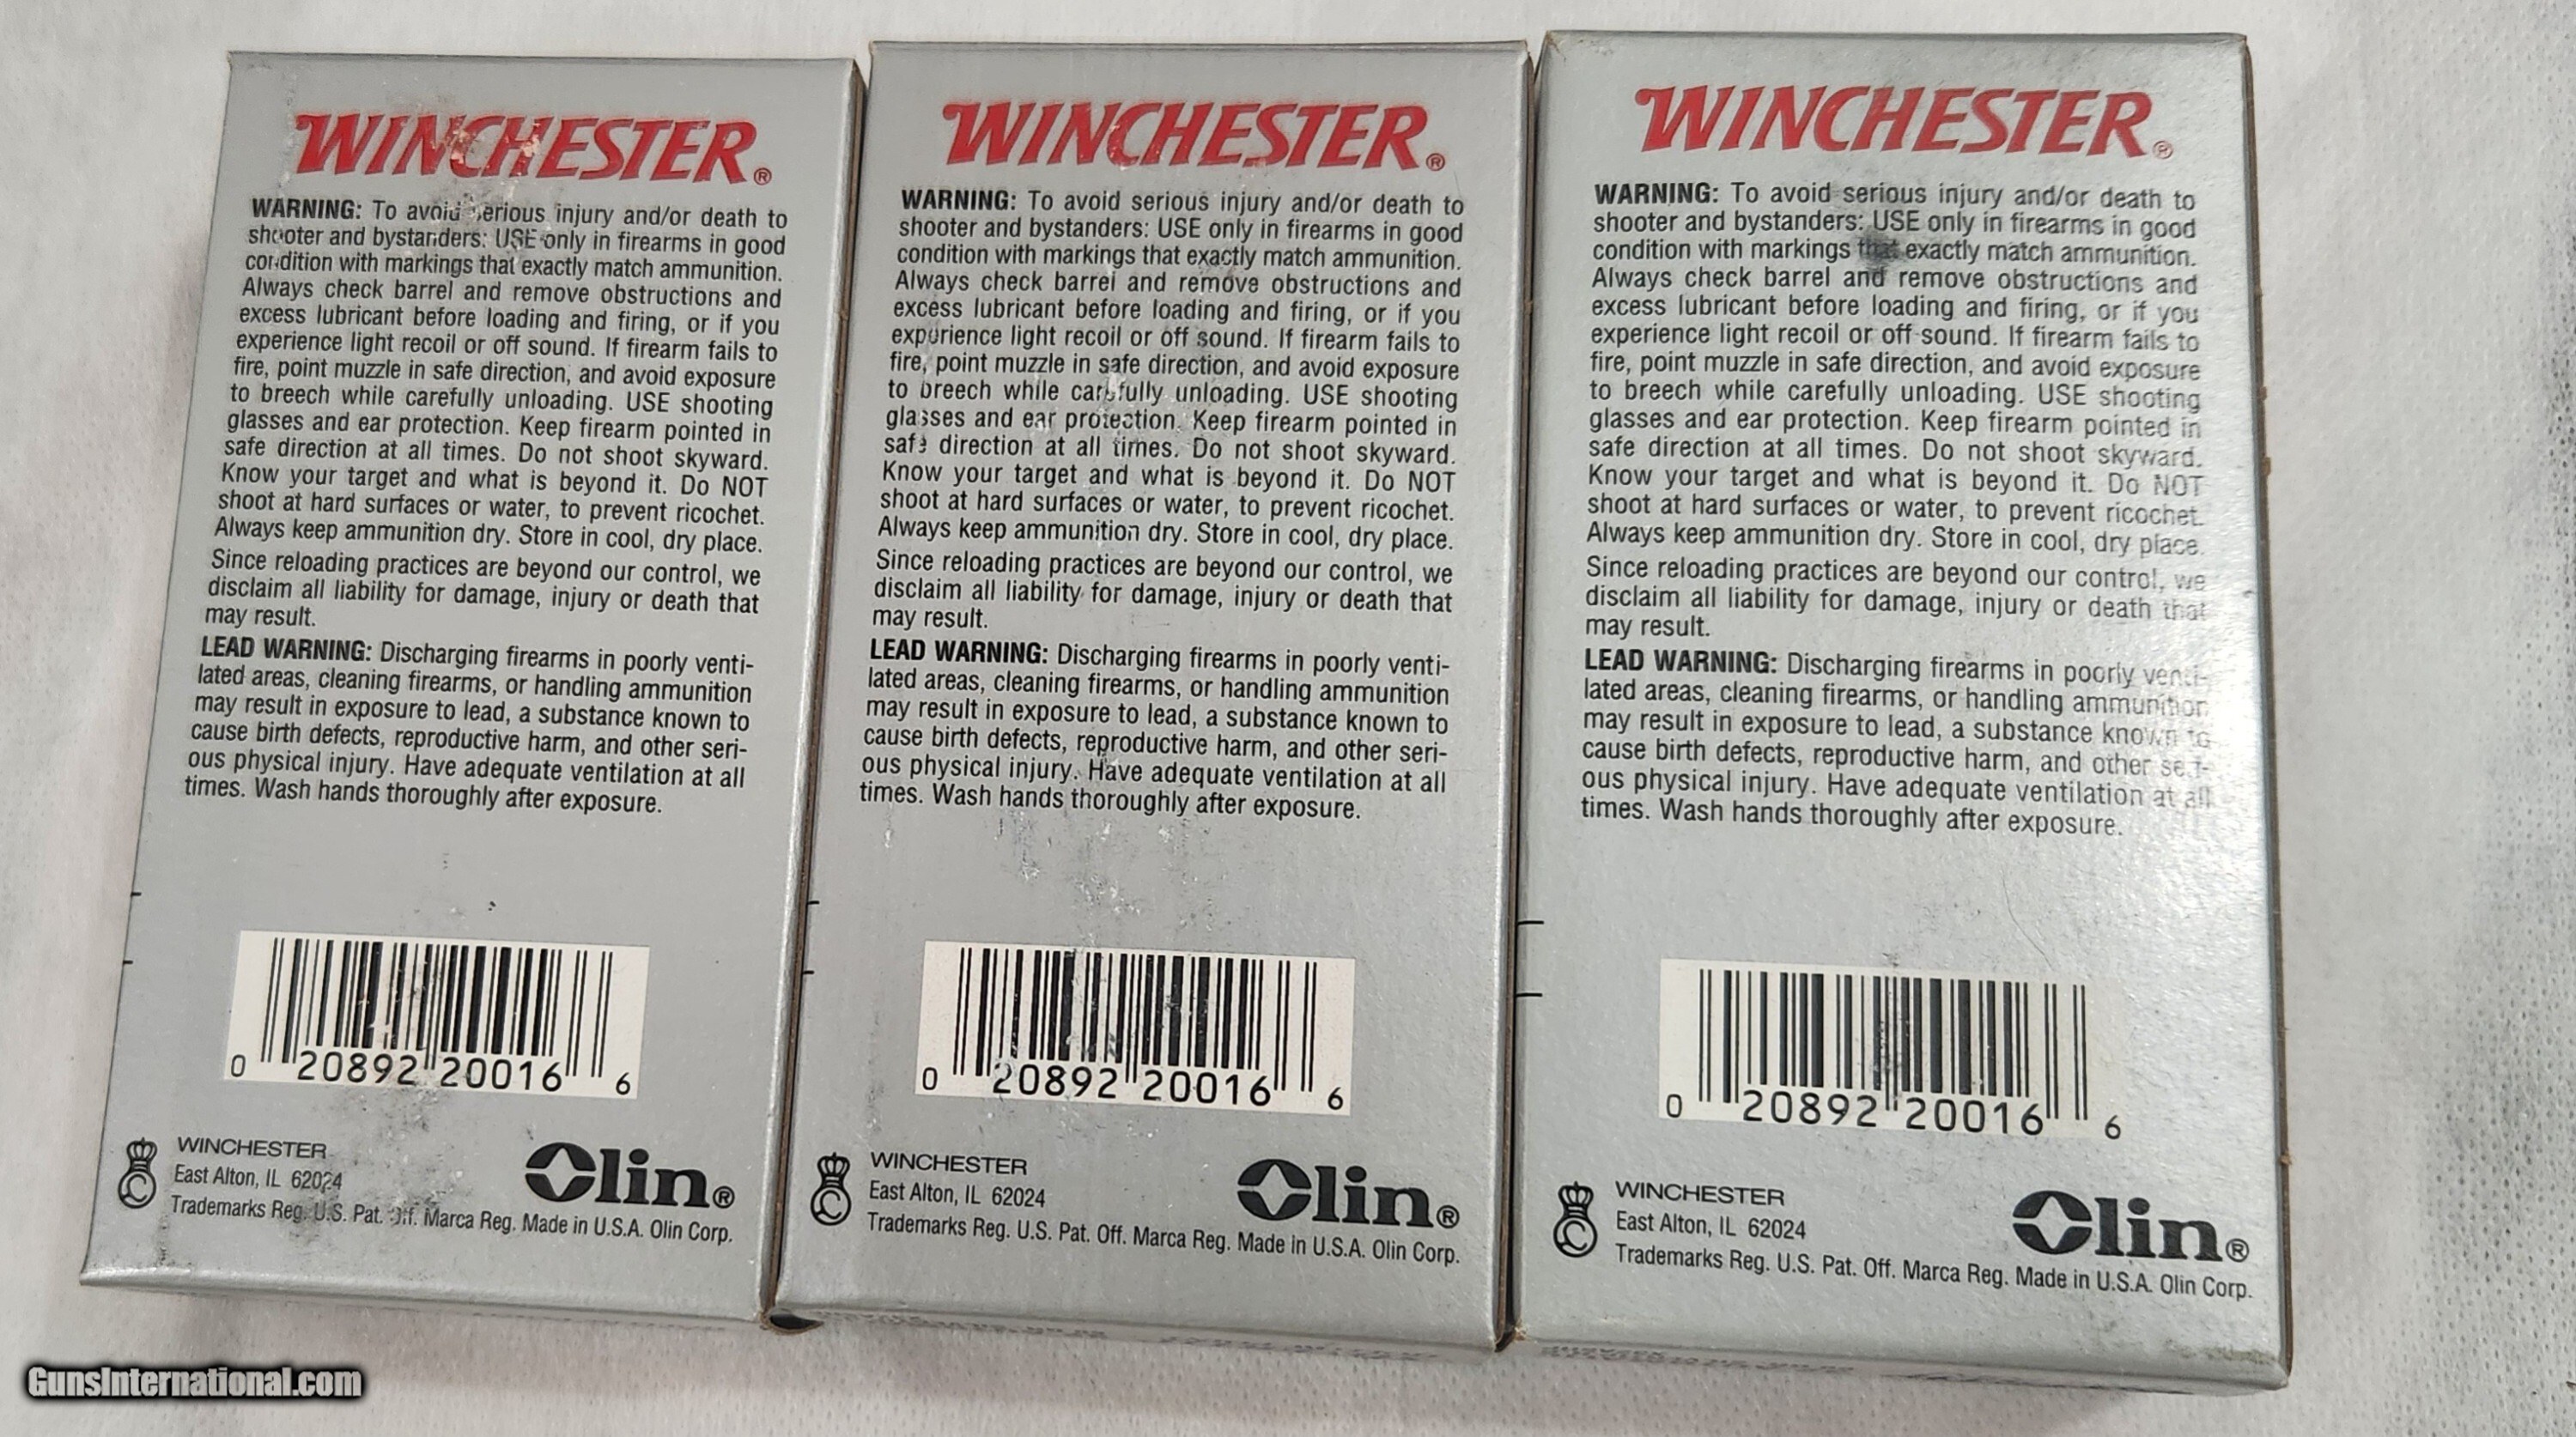 WINCHESTER®
WARNING: To avoid serious injury and/or death to
shooter and bystanders: USE only in firearms in good
condition with markings that exactly match ammunition.
Always check barrel and remove obstructions and
excess lubricant before loading and firing, or if you
experience light recoil or off sound. If firearm fails to
fire, point muzzle in safe direction, and avoid exposure
to breech while carefully unloading. USE shooting
glasses and ear protection. Keep firearm pointed in
safe direction at all times. Do not shoot skyward.
Know your target and what is beyond it. Do NOT
shoot at hard surfaces or water, to prevent ricochet.
Always keep ammunition dry. Store in cool, dry place.
Since reloading practices are beyond our control, we
disclaim all liability for damage, injury or death that
may result.
LEAD WARNING: Discharging firearms in poorly venti-
lated areas, cleaning firearms, or handling ammunition
may result in exposure to lead, a substance known to
cause birth defects, reproductive harm, and other seri-
ous physical injury. Have adequate ventilation at all
times. Wash hands thoroughly after exposure.
0 20892 20016 6
WINCHESTER
East Alton, IL 62024
Olin®
Trademarks Reg. U.S. Pat. Off. Marca Reg. Made in U.S.A. Olin Corp.
WINCHESTER®
WARNING: To avoid serious injury and/or death to
shooter and bystanders: USE only in firearms in good
condition with markings that exactly match ammunition.
Always check barrel and remove obstructions and
excess lubricant before loading and firing, or if you
experience light recoil or off sound. If firearm fails to
fire, point muzzle in safe direction, and avoid exposure
to breech while carefully unloading. USE shooting
glasses and ear protection. Keep firearm pointed in
safe direction at all times. Do not shoot skyward.
Know your target and what is beyond it. Do NOT
shoot at hard surfaces or water, to prevent ricochet.
Always keep ammunition dry. Store in cool, dry place.
Since reloading practices are beyond our control, we
disclaim all liability for damage, injury or death that
may result.
LEAD WARNING: Discharging firearms in poorly venti-
lated areas, cleaning firearms, or handling ammunition
may result in exposure to lead, a substance known to
cause birth defects, reproductive harm, and other seri-
ous physical injury. Have adequate ventilation at all
times. Wash hands thoroughly after exposure.
0 20892 20016 6
WINCHESTER
East Alton, IL 62024
Olin®
Trademarks Reg. U.S. Pat. Off. Marca Reg. Made in U.S.A. Olin Corp.
WINCHESTER®
WARNING: To avoid serious injury and/or death to
shooter and bystanders: USE only in firearms in good
condition with markings that exactly match ammunition.
Always check barrel and remove obstructions and
excess lubricant before loading and firing, or if you
experience light recoil or off sound. If firearm fails to
fire, point muzzle in safe direction, and avoid exposure
to breech while carefully unloading. USE shooting
glasses and ear protection. Keep firearm pointed in
safe direction at all times. Do not shoot skyward.
Know your target and what is beyond it. Do NOT
shoot at hard surfaces or water, to prevent ricochet.
Always keep ammunition dry. Store in cool, dry place.
Since reloading practices are beyond our control, we
disclaim all liability for damage, injury or death that
may result.
LEAD WARNING: Discharging firearms in poorly venti-
lated areas, cleaning firearms, or handling ammunition
may result in exposure to lead, a substance known to
cause birth defects, reproductive harm, and other seri-
ous physical injury. Have adequate ventilation at all
times. Wash hands thoroughly after exposure.
0 20892 20016 6
WINCHESTER
East Alton, IL 62024
Olin®
Trademarks Reg. U.S. Pat. Off. Marca Reg. Made in U.S.A. Olin Corp.
GunsInternational.com